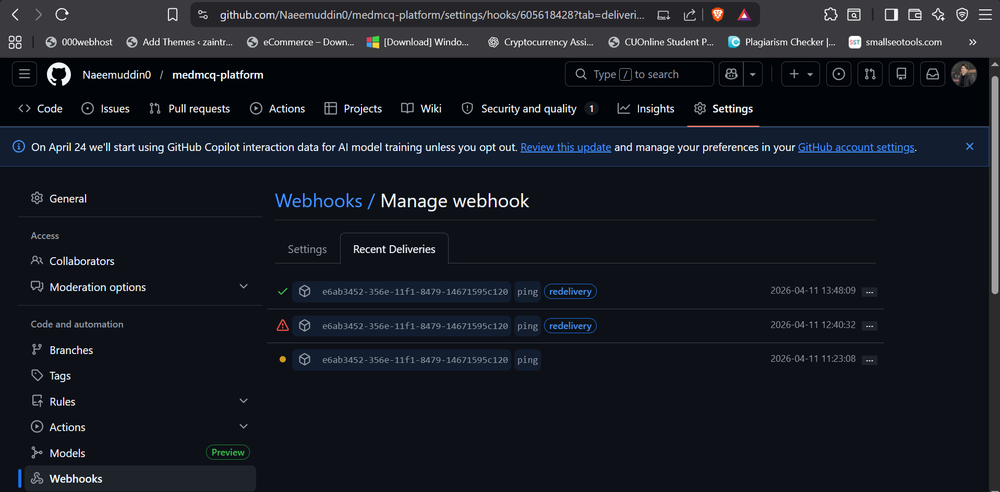 github.com/Naeemuddin0/medmcq-platform/settings/hooks/605618428?tab=deliveri...
000webhost
Add Themes ‹ zaintr...
eCommerce – Down...
[Download] Windo...
Cryptocurrency Assi...
CUOnline Student P...
Plagiarism Checker |...
SST
smallseotools.com
Naeemuddin0 / medmcq-platform
Type / to search
Code
Issues
Pull requests
Actions
Projects
Wiki
Security and quality 1
Insights
Settings
On April 24 we'll start using GitHub Copilot interaction data for AI model training unless you opt out. Review this update and manage your preferences in your GitHub account settings.
General
Access
Collaborators
Moderation options
Code and automation
Branches
Tags
Rules
Actions
Models Preview
Webhooks
Webhooks / Manage webhook
Settings
Recent Deliveries
e6ab3452-356e-11f1-8479-14671595c120 ping redelivery 2026-04-11 13:48:09 ...
e6ab3452-356e-11f1-8479-14671595c120 ping redelivery 2026-04-11 12:40:32 ...
e6ab3452-356e-11f1-8479-14671595c120 ping 2026-04-11 11:23:08 ...